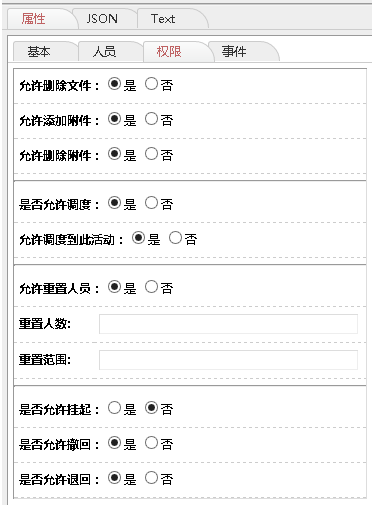 属性 JSON Text
基本 人员 权限 事件
允许删除文件： 是 否
允许添加附件： 是 否
允许删除附件： 是 否
是否允许调度： 是 否
允许调度到此活动： 是 否
允许重置人员： 是 否
重置人数:
重置范围:
是否允许挂起： 是 否
是否允许撤回： 是 否
是否允许退回： 是 否